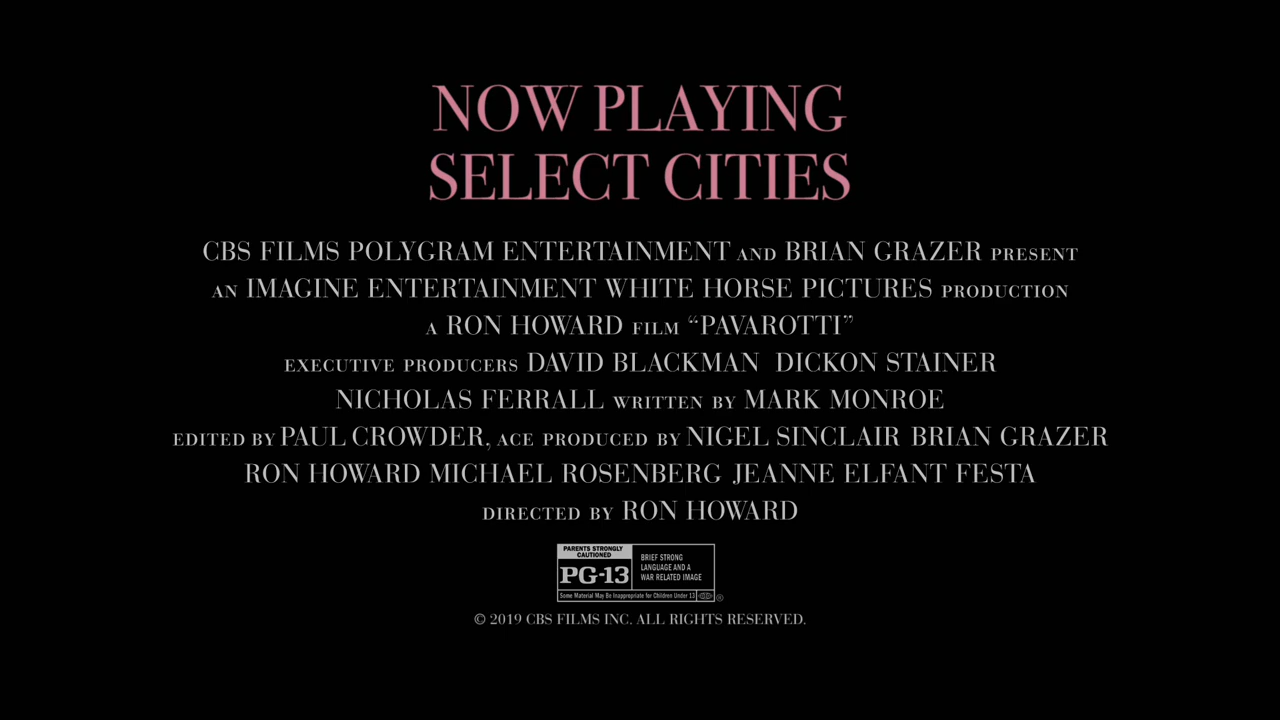 NOW PLAYING
SELECT CITIES
CBS FILMS POLYGRAM ENTERTAINMENT AND BRIAN GRAZER PRESENT
AN IMAGINE ENTERTAINMENT WHITE HORSE PICTURES PRODUCTION
A RON HOWARD FILM “PAVAROTTI”
EXECUTIVE PRODUCERS DAVID BLACKMAN DICKON STAINER
NICHOLAS FERRALL WRITTEN BY MARK MONROE
EDITED BY PAUL CROWDER, ACE PRODUCED BY NIGEL SINCLAIR BRIAN GRAZER
RON HOWARD MICHAEL ROSENBERG JEANNE ELFANT FESTA
DIRECTED BY RON HOWARD
PARENTS STRONGLY
CAUTIONED
PG-13
BRIEF STRONG
LANGUAGE AND A
WAR RELATED IMAGE
Some Material May Be Inappropriate for Children Under 13
®
© 2019 CBS FILMS INC. ALL RIGHTS RESERVED.